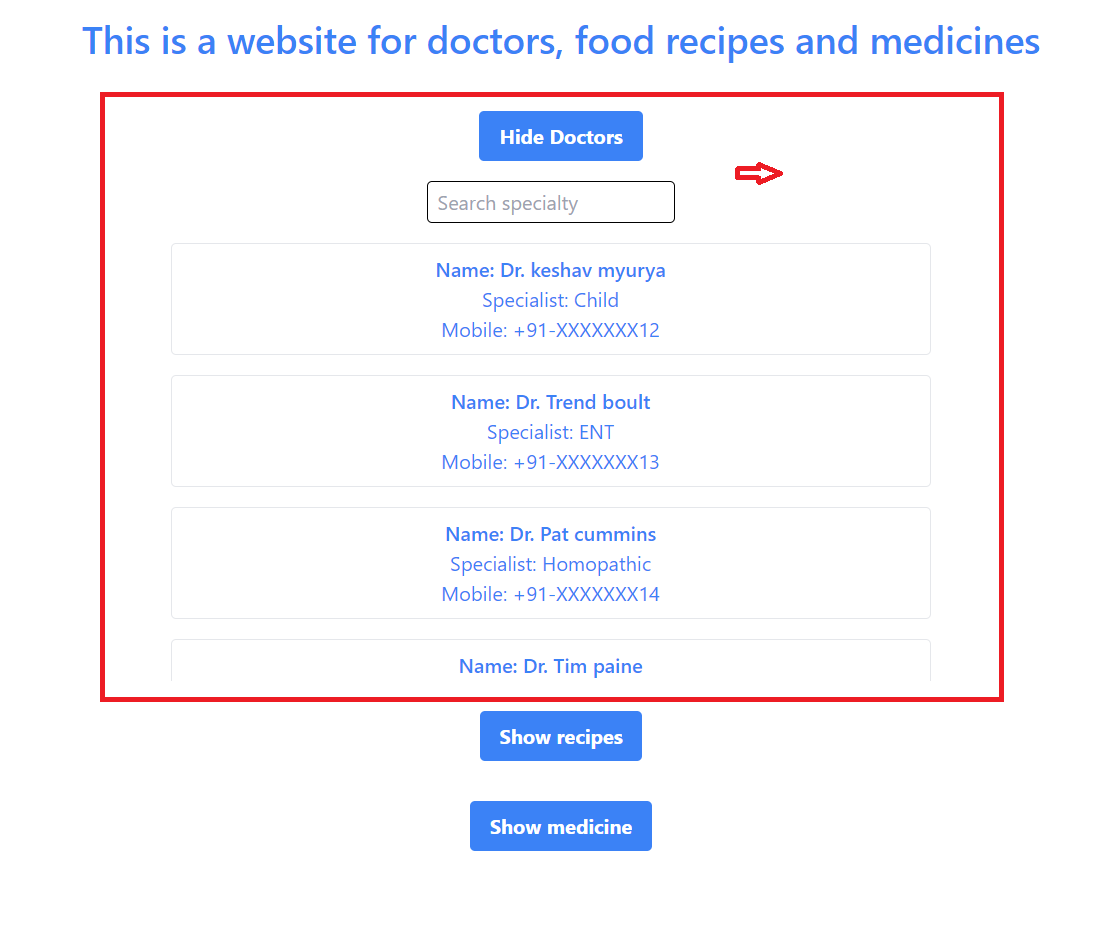 This is a website for doctors, food recipes and medicines
Hide Doctors
Search specialty
Name: Dr. keshav myurya
Specialist: Child
Mobile: +91-XXXXXXX12
Name: Dr. Trend boult
Specialist: ENT
Mobile: +91-XXXXXXX13
Name: Dr. Pat cummins
Specialist: Homopathic
Mobile: +91-XXXXXXX14
Name: Dr. Tim paine
Show recipes
Show medicine